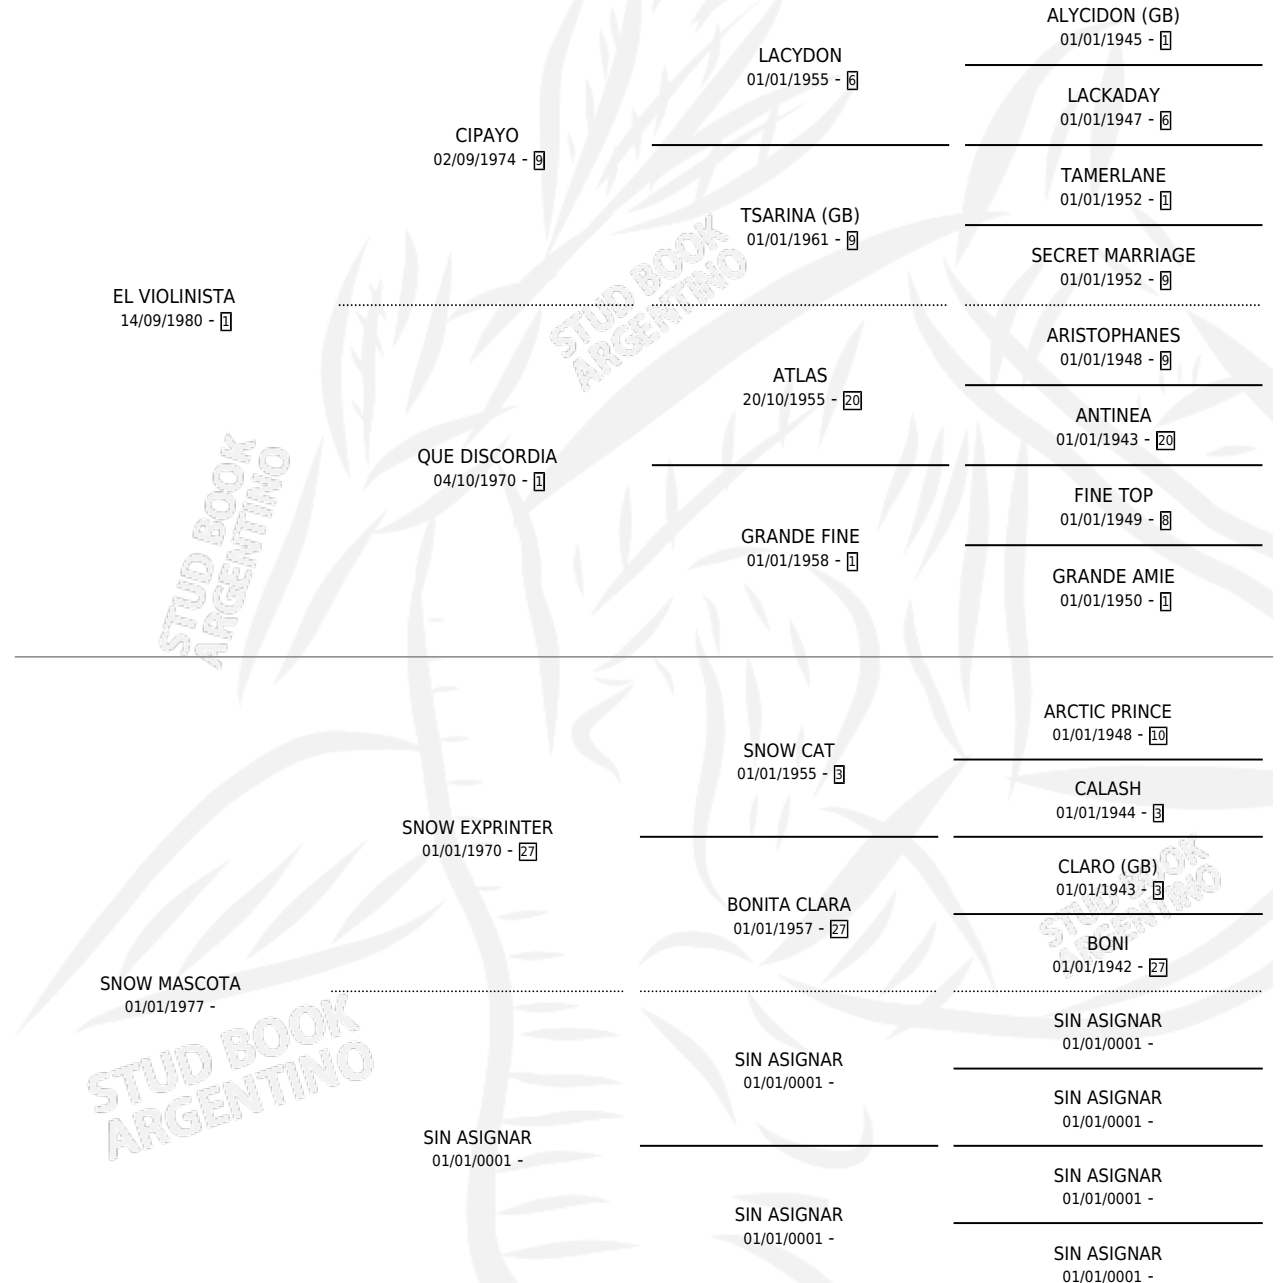 ALYCIDON (GB)
01/01/1945 - 1
LACYDON
01/01/1955 - 6
LACKADAY
01/01/1947 - 6
CIPAYO
02/09/1974 - 9
TAMERLANE
01/01/1952 - 1
TSARINA (GB)
01/01/1961 - 9
SECRET MARRIAGE
01/01/1952 - 9
EL VIOLINISTA
14/09/1980 - 1
ARISTOPHANES
01/01/1948 - 9
ATLAS
20/10/1955 - 20
ANTINEA
01/01/1943 - 20
QUE DISCORDIA
04/10/1970 - 1
FINE TOP
01/01/1949 - 8
GRANDE FINE
01/01/1958 - 1
GRANDE AMIE
01/01/1950 - 1
ARCTIC PRINCE
01/01/1948 - 10
SNOW CAT
01/01/1955 - 3
CALASH
01/01/1944 - 3
SNOW EXPRINTER
01/01/1970 - 27
CLARO (GB)
01/01/1943 - 3
BONITA CLARA
01/01/1957 - 27
BONI
01/01/1942 - 27
SNOW MASCOTA
01/01/1977 -
SIN ASIGNAR
01/01/0001 -
SIN ASIGNAR
01/01/0001 -
SIN ASIGNAR
01/01/0001 -
SIN ASIGNAR
01/01/0001 -
SIN ASIGNAR
01/01/0001 -
SIN ASIGNAR
01/01/0001 -
SIN ASIGNAR
01/01/0001 -
STUD BOOK
ARGENTINO
STUD BOOK
ARGENTINO
STUD BOOK
ARGENTINO
STUD BOOK
ARGENTINO